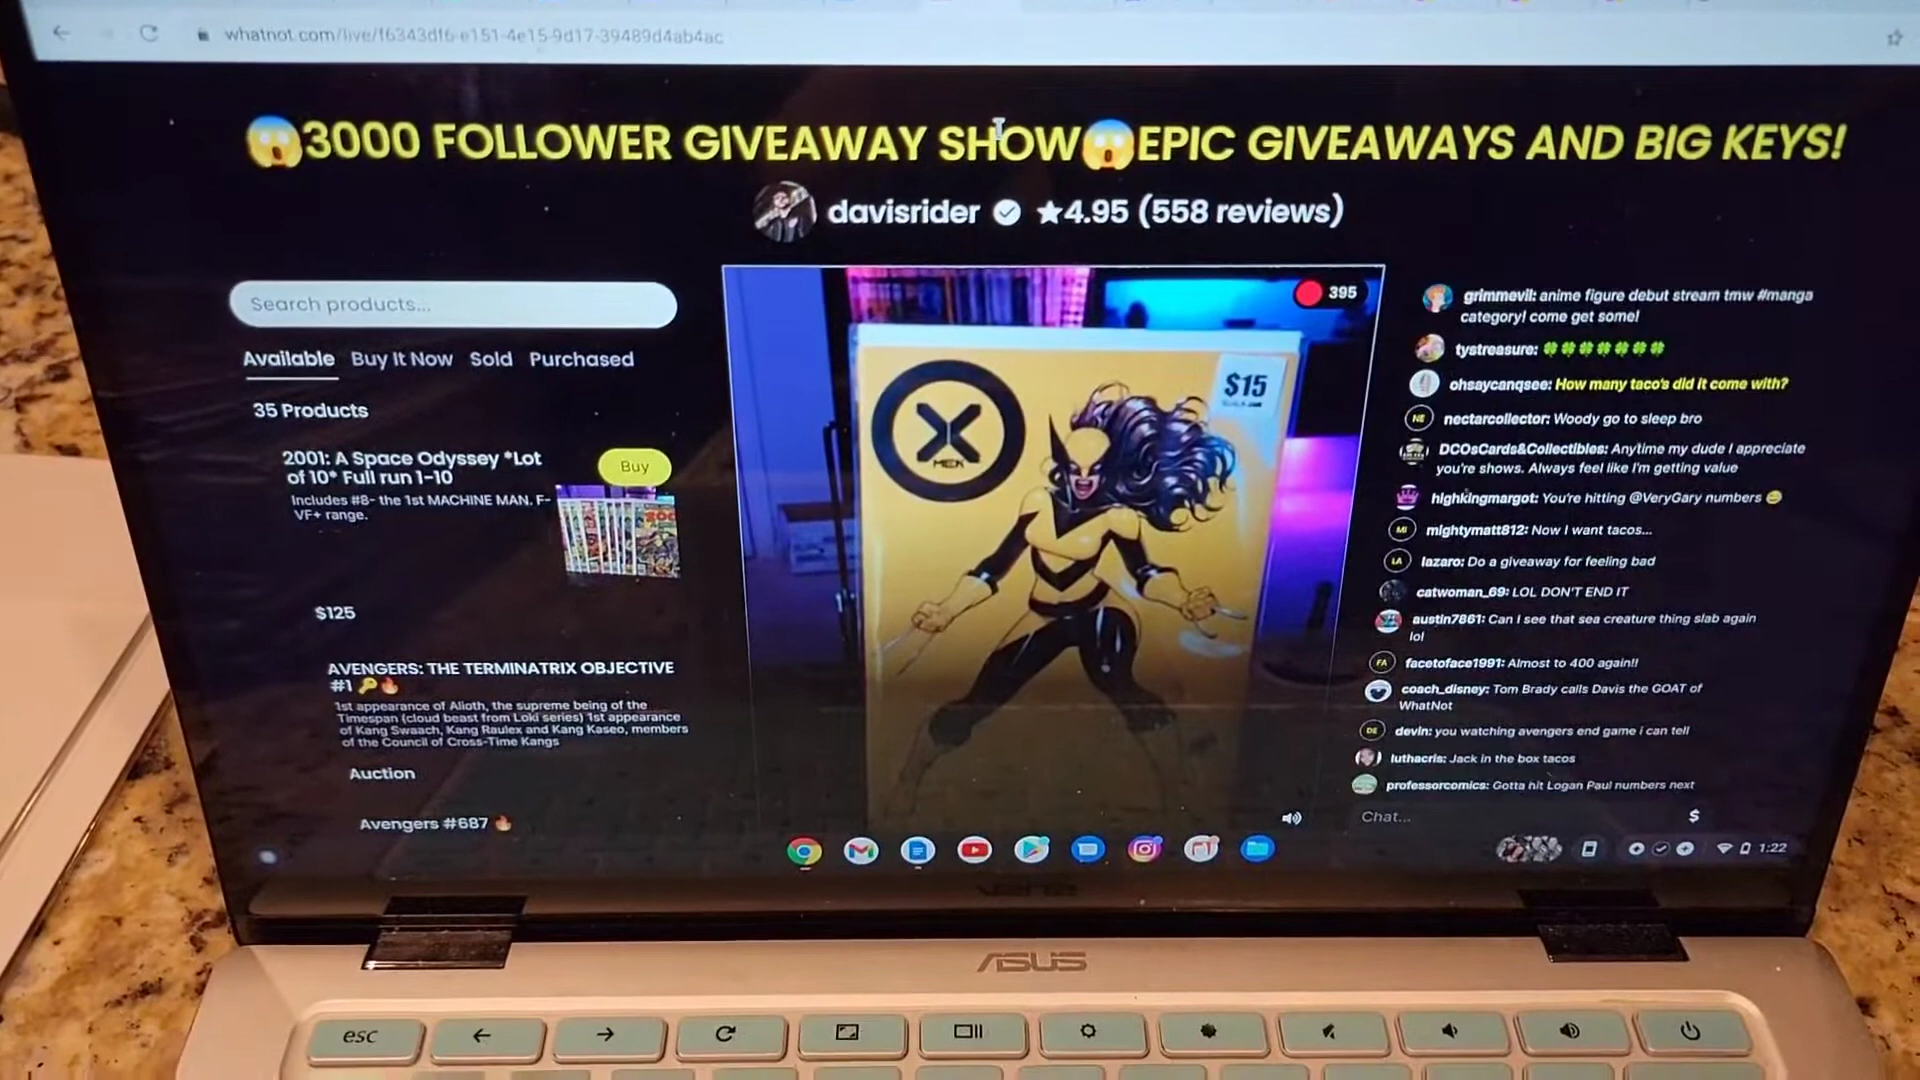 whatnot.com/live/f6343df6-e151-4e15-9d17-39489d4ab4ac
😱3000 FOLLOWER GIVEAWAY SHOW😱EPIC GIVEAWAYS AND BIG KEYS!
davisrider ★4.95 (558 reviews)
Search products...
Available Buy It Now Sold Purchased
35 Products
2001: A Space Odyssey *Lot
of 10* Full run 1-10
Buy
Includes #8- the 1st MACHINE MAN. F-
VF+ range.
$125
AVENGERS: THE TERMINATRIX OBJECTIVE
#1 🔑🔥
1st appearance of Alioth, the supreme being of the
Timespan (cloud beast from Loki series) 1st appearance
of Kang Swaach, Kang Raulex and Kang Kaseo, members
of the Council of Cross-Time Kangs
Auction
Avengers #687 🔥
395
$15
X
MEN
grimmevil: anime figure debut stream tmw #manga
category! come get some!
tystreasure: 🍀🍀🍀🍀🍀🍀🍀
ohsaycanqsee: How many taco's did it come with?
NE
nectarcollector: Woody go to sleep bro
DCOsCards&Collectibles: Anytime my dude I appreciate
you're shows. Always feel like I'm getting value
highkingmargot: You're hitting @VeryGary numbers 😂
MI
mightymatt812: Now I want tacos...
LA
lazaro: Do a giveaway for feeling bad
catwoman_69: LOL DON'T END IT
austin7861: Can I see that sea creature thing slab again
lol
FA
facetoface1991: Almost to 400 again!!
coach_disney: Tom Brady calls Davis the GOAT of
WhatNot
DE
devin: you watching avengers end game i can tell
luthacris: Jack in the box tacos
professorcomics: Gotta hit Logan Paul numbers next
Chat...
$
1:22
ASUS
esc